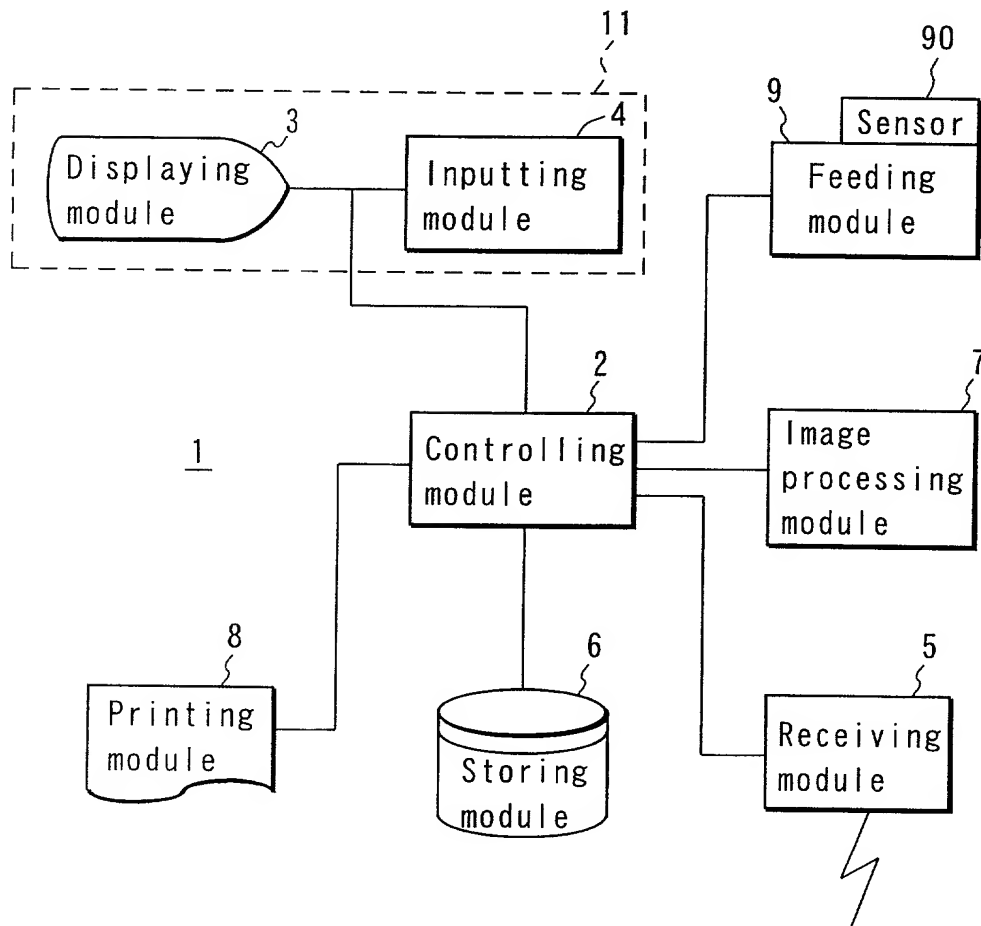 11
90
3
4
9
Sensor
Displaying
module
Inputting
module
Feeding
module
2
7
1
Controlling
module
Image
processing
module
8
6
5
Printing
module
Storing
module
Receiving
module